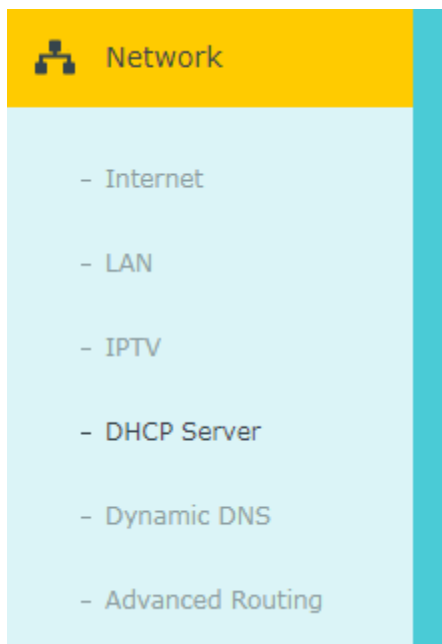 Network
- Internet
- LAN
- IPTV
- DHCP Server
- Dynamic DNS
- Advanced Routing